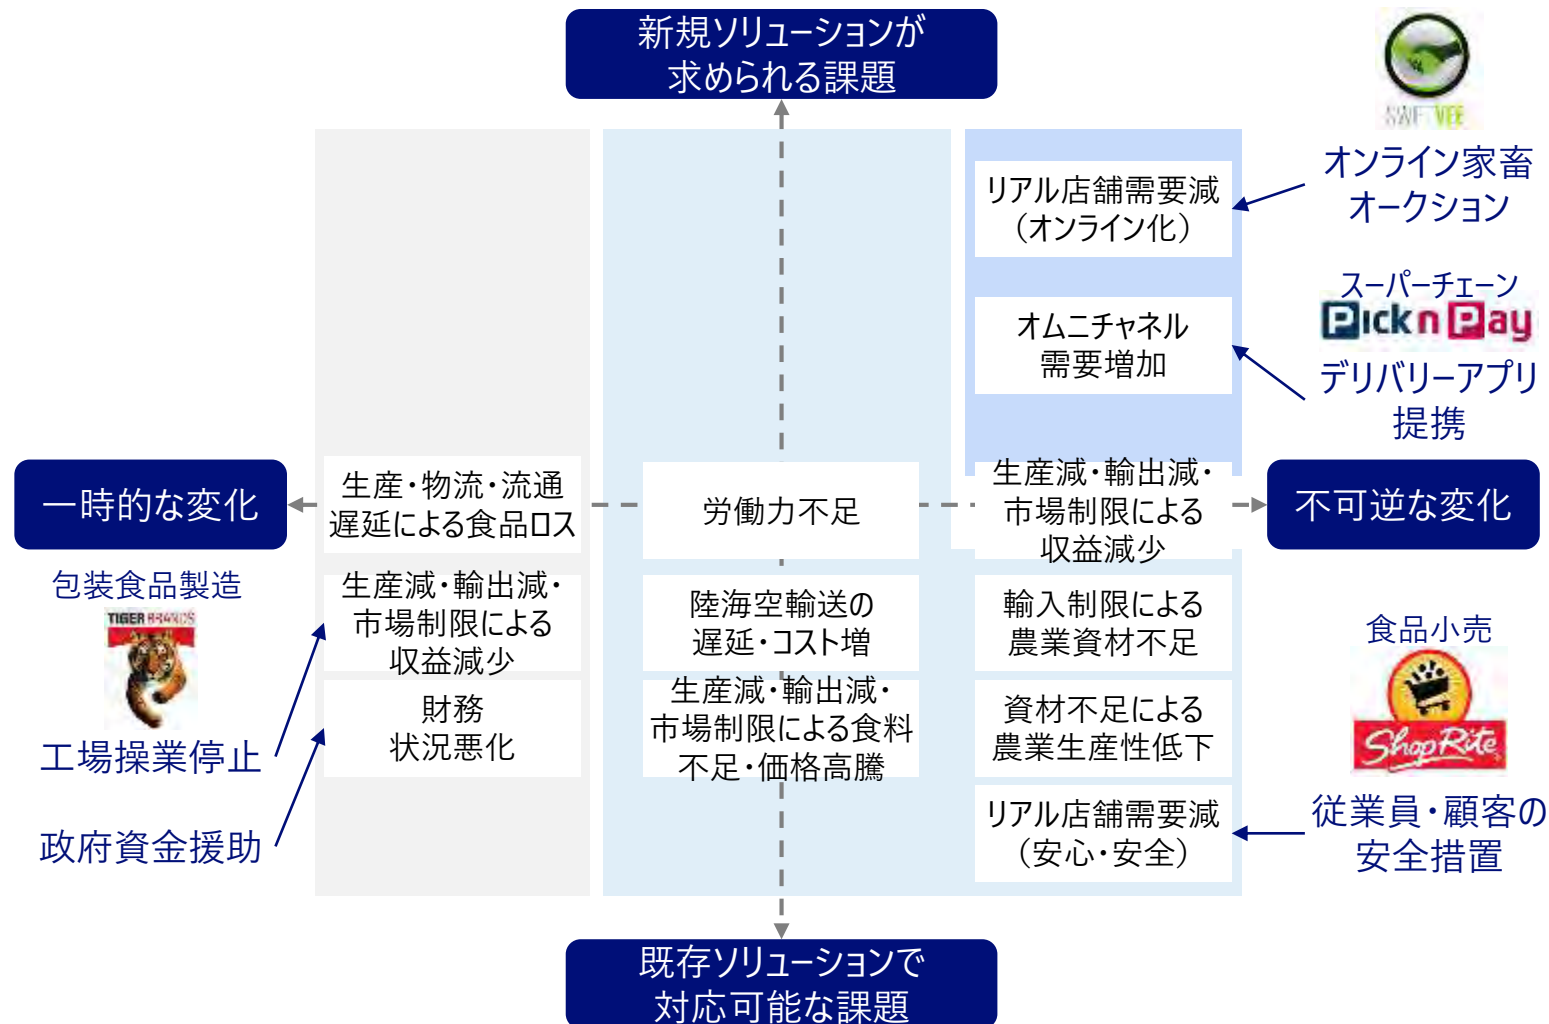 新規ソリューションが
求められる課題
SWIFTVEE
オンライン家畜
オークション
リアル店舗需要減
（オンライン化）
スーパーチェーン
Pick n Pay
デリバリーアプリ
提携
オムニチャネル
需要増加
一時的な変化
生産・物流・流通
遅延による食品ロス
労働力不足
生産減・輸出減・
市場制限による
収益減少
不可逆な変化
包装食品製造
TIGER BRANDS
工場操業停止
政府資金援助
生産減・輸出減・
市場制限による
収益減少
財務
状況悪化
陸海空輸送の
遅延・コスト増
生産減・輸出減・
市場制限による食料
不足・価格高騰
輸入制限による
農業資材不足
資材不足による
農業生産性低下
リアル店舗需要減
（安心・安全）
食品小売
ShopRite
従業員・顧客の
安全措置
既存ソリューションで
対応可能な課題